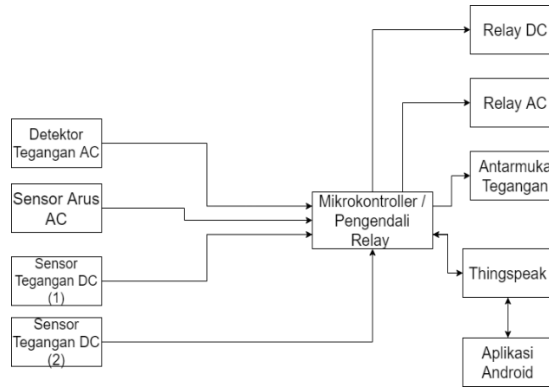 Relay DC
Relay AC
Detektor
Tegangan AC
Antarmuka
Tegangan
Sensor Arus
AC
Mikrokontroller /
Pengendali
Relay
Sensor
Tegangan DC
(1)
Thingspeak
Sensor
Tegangan DC
(2)
Aplikasi
Android